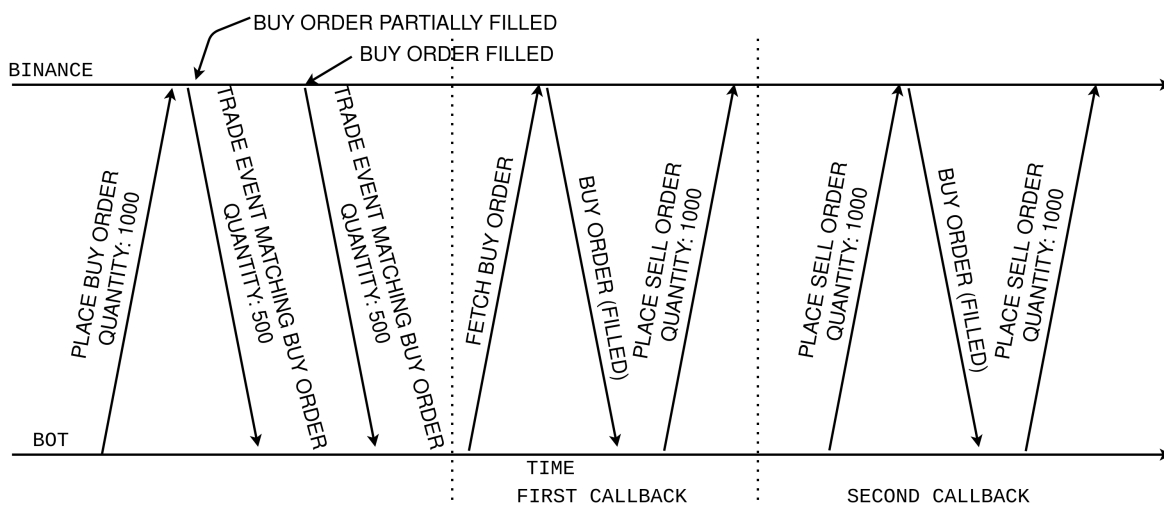 BUY ORDER PARTIALLY FILLED
BUY ORDER FILLED
BINANCE
PLACE BUY ORDER
QUANTITY: 1000
TRADE EVENT MATCHING BUY ORDER
QUANTITY: 500
TRADE EVENT MATCHING BUY ORDER
QUANTITY: 500
FETCH BUY ORDER
BUY ORDER (FILLED)
PLACE SELL ORDER
QUANTITY: 1000
PLACE SELL ORDER
QUANTITY: 1000
BUY ORDER (FILLED)
PLACE SELL ORDER
QUANTITY: 1000
BOT
TIME
FIRST CALLBACK
SECOND CALLBACK